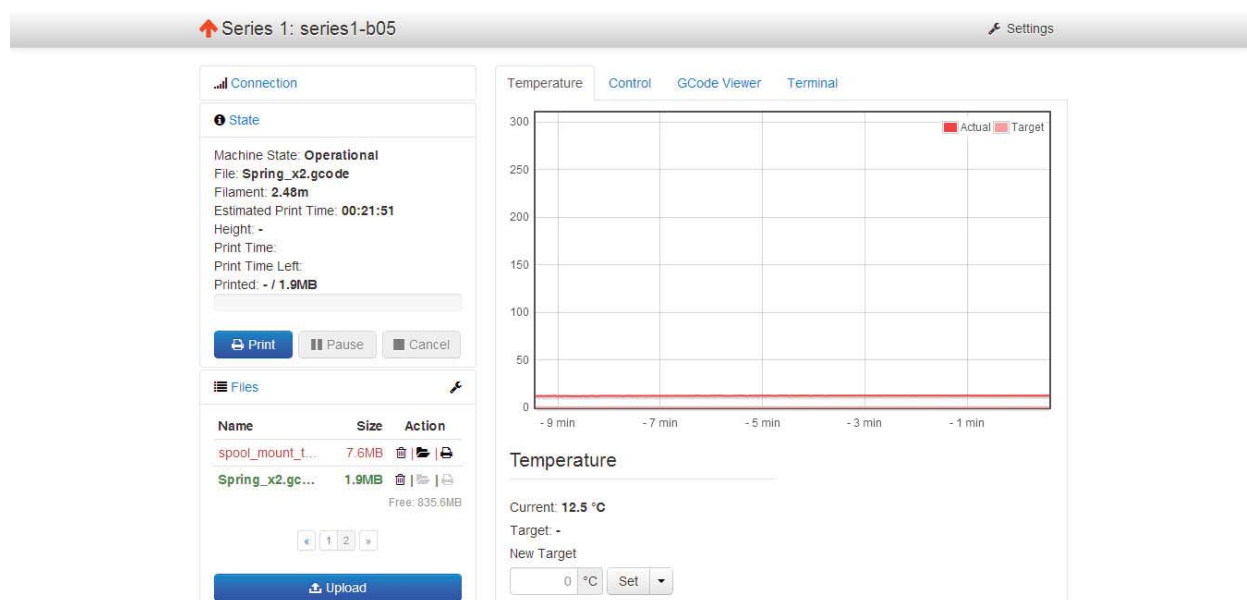 Series 1: series1-b05
Settings
Connection
State
Machine State: Operational
File: Spring_x2.gcode
Filament: 2.48m
Estimated Print Time: 00:21:51
Height: -
Print Time:
Print Time Left:
Printed: - / 1.9MB
Print Pause Cancel
Files
Name Size Action
spool_mount_t... 7.6MB | |
Spring_x2.gc... 1.9MB | |
Free: 835.6MB
« 1 2 »
Upload
Temperature Control GCode Viewer Terminal
Actual Target
300
250
200
150
100
50
0
- 9 min - 7 min - 5 min - 3 min - 1 min
Temperature
Current: 12.5 °C
Target: -
New Target
0 °C Set